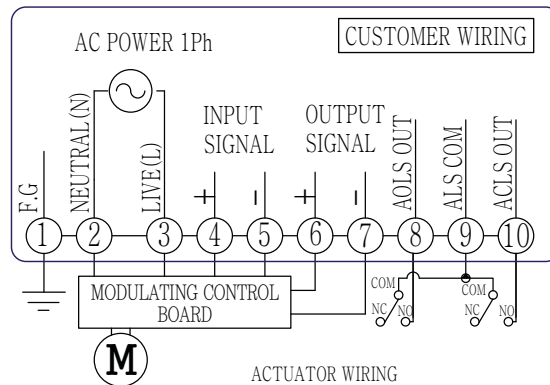 AC POWER 1Ph
CUSTOMER WIRING
F.G
NEUTRAL(N)
LIVE(L)
INPUT
SIGNAL
OUTPUT
SIGNAL
AOLS OUT
ALS COM
ACLS OUT
+
-
+
-
1
2
3
4
5
6
7
8
9
10
MODULATING CONTROL
BOARD
COM
NC
NO
COM
NC
NO
M
ACTUATOR WIRING